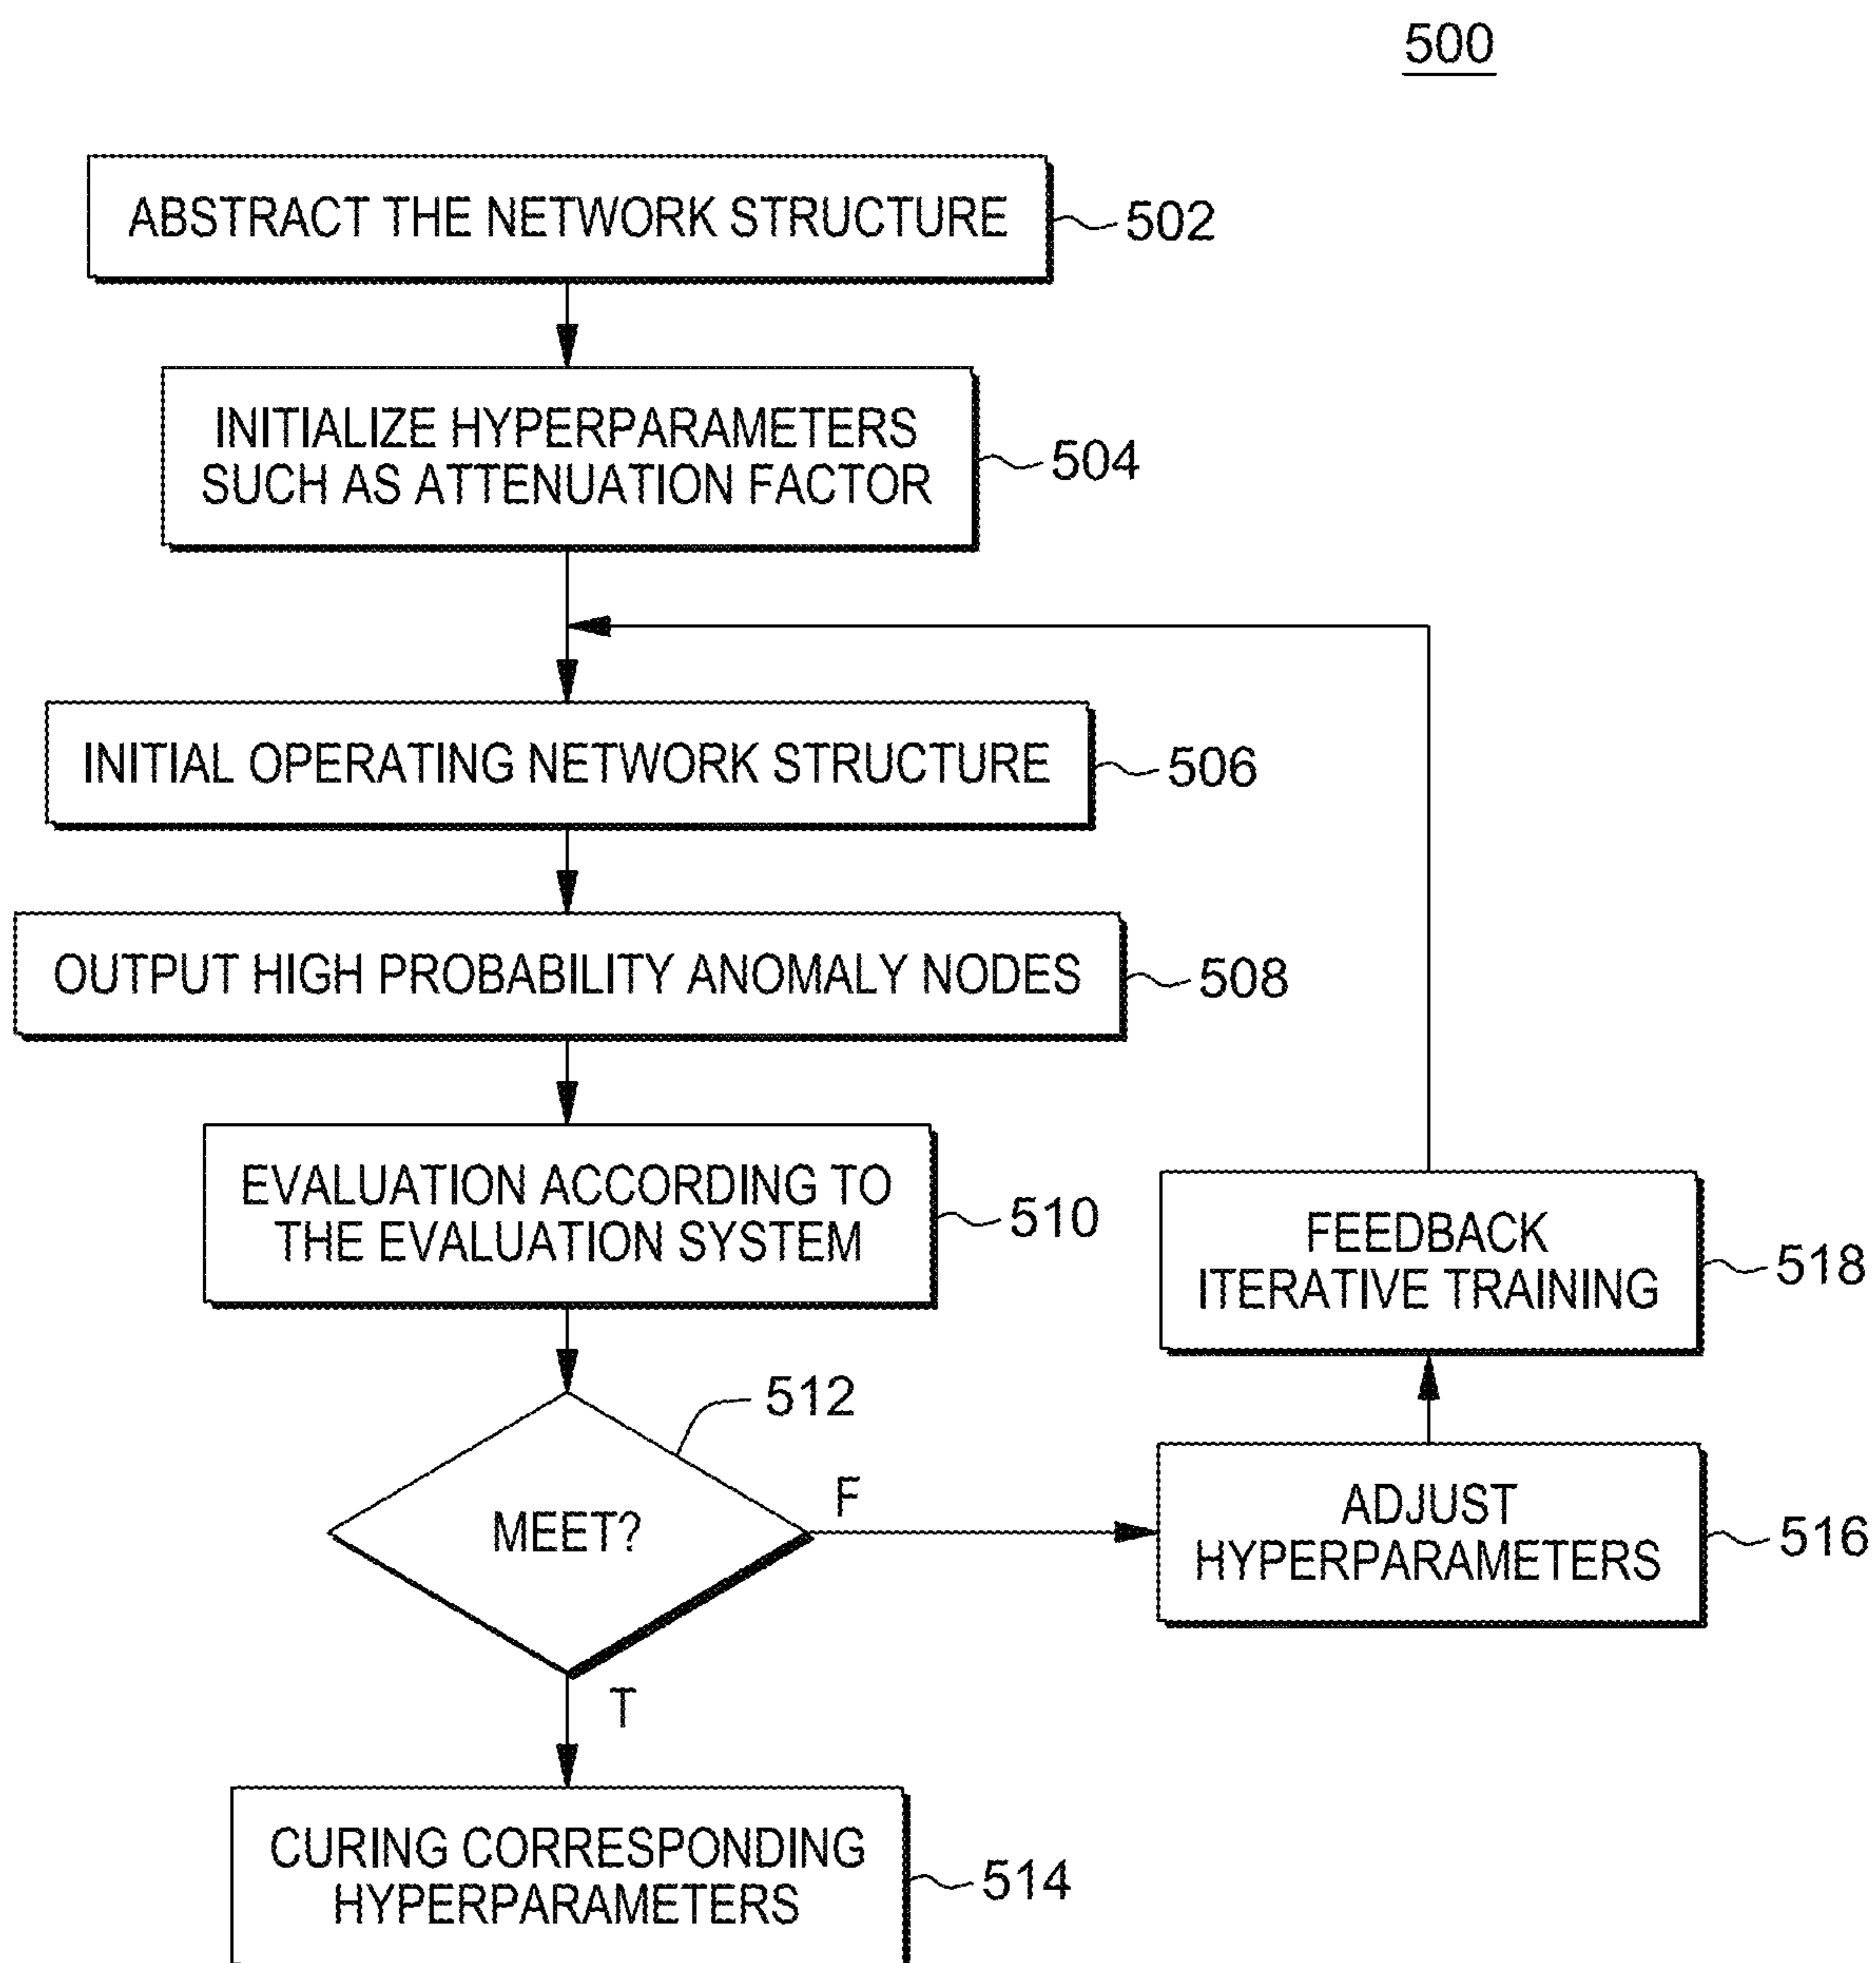 500
ABSTRACT THE NETWORK STRUCTURE
502
INITIALIZE HYPERPARAMETERS
SUCH AS ATTENUATION FACTOR
504
INITIAL OPERATING NETWORK STRUCTURE
506
OUTPUT HIGH PROBABILITY ANOMALY NODES
508
EVALUATION ACCORDING TO
THE EVALUATION SYSTEM
510
512
MEET?
F
T
CURING CORRESPONDING
HYPERPARAMETERS
514
ADJUST
HYPERPARAMETERS
516
FEEDBACK
ITERATIVE TRAINING
518